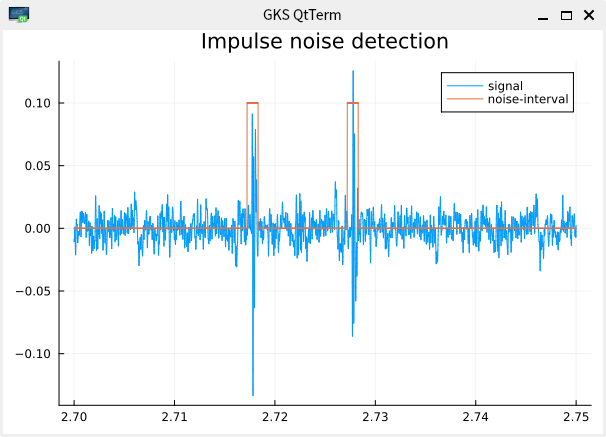 GKS QtTerm
Impulse noise detection
signal
noise-interval
0.10
0.05
0.00
−0.05
−0.10
2.70 2.71 2.72 2.73 2.74 2.75